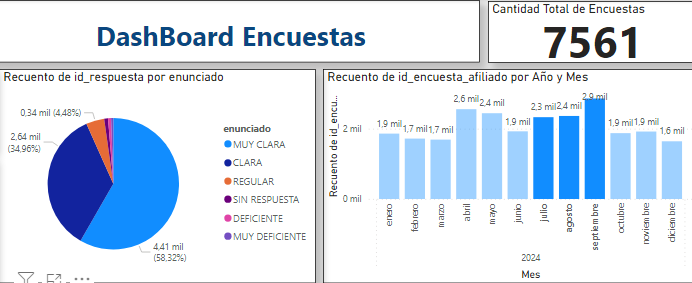 DashBoard Encuestas
Cantidad Total de Encuestas
7561
Recuento de id_respuesta por enunciado
0,34 mil (4,48%)
2,64 mil
(34,96%)
4,41 mil
(58,32%)
enunciado
MUY CLARA
CLARA
REGULAR
SIN RESPUESTA
DEFICIENTE
MUY DEFICIENTE
Recuento de id_encuesta_afiliado por Año y Mes
Recuento de id_encu...
2 mil
0 mil
1,9 mil
1,7 mil
1,7 mil
2,6 mil
2,4 mil
1,9 mil
2,3 mil
2,4 mil
2,9 mil
1,9 mil
1,9 mil
1,6 mil
enero
febrero
marzo
abril
mayo
junio
julio
agosto
septiembre
octubre
noviembre
diciembre
2024
Mes